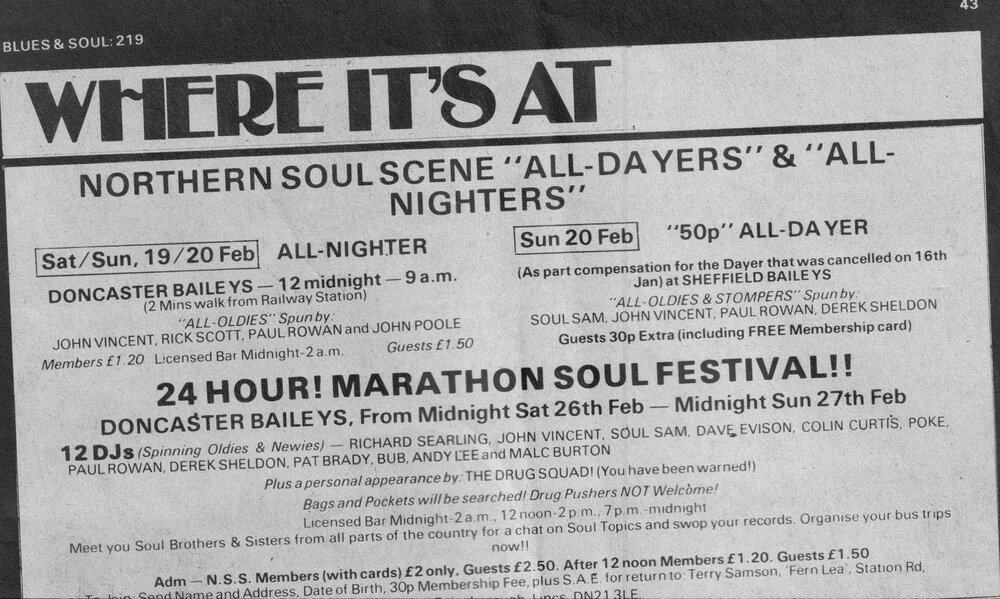 43
BLUES & SOUL: 219
WHERE IT'S AT
NORTHERN SOUL SCENE "ALL-DAYERS" & "ALL-
NIGHTERS"
Sat/Sun, 19/20 Feb ALL-NIGHTER
DONCASTER BAILEYS — 12 midnight — 9 a.m.
(2 Mins walk from Railway Station)
"ALL-OLDIES" Spun by:
JOHN VINCENT, RICK SCOTT, PAUL ROWAN and JOHN POOLE
Members £1.20 Licensed Bar Midnight-2 a.m. Guests £1.50
Sun 20 Feb "50p" ALL-DAYER
(As part compensation for the Dayer that was cancelled on 16th
Jan) at SHEFFIELD BAILEYS
"ALL-OLDIES & STOMPERS" Spun by:
SOUL SAM, JOHN VINCENT, PAUL ROWAN, DEREK SHELDON
Guests 30p Extra (including FREE Membership card)
24 HOUR! MARATHON SOUL FESTIVAL!!
DONCASTER BAILEYS, From Midnight Sat 26th Feb — Midnight Sun 27th Feb
12 DJs (Spinning Oldies & Newies) — RICHARD SEARLING, JOHN VINCENT, SOUL SAM, DAVE EVISON, COLIN CURTIS, POKE,
PAUL ROWAN, DEREK SHELDON, PAT BRADY, BUB, ANDY LEE and MALC BURTON
Plus a personal appearance by: THE DRUG SQUAD! (You have been warned!)
Bags and Pockets will be searched! Drug Pushers NOT Welcome!
Licensed Bar Midnight-2 a.m., 12 noon-2 p.m., 7 p.m.-midnight
Meet you Soul Brothers & Sisters from all parts of the country for a chat on Soul Topics and swop your records. Organise your bus trips
now!!
Adm — N.S.S. Members (with cards) £2 only, Guests £2.50. After 12 noon Members £1.20. Guests £1.50
To Join: Send Name and Address, Date of Birth, 30p Membership Fee, plus S.A.E. for return to: Terry Samson, 'Fern Lea', Station Rd,
Lincs. DN21 3LE.